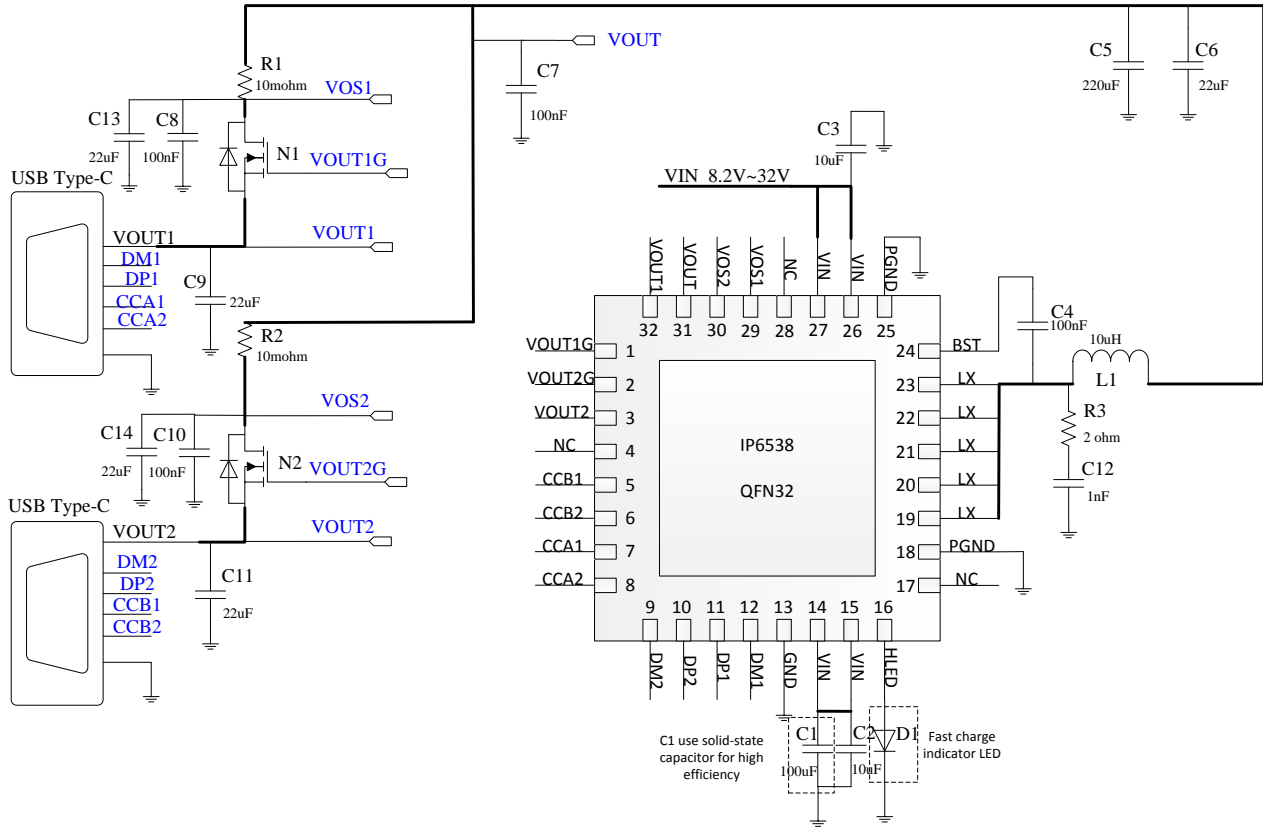 VOUT
R1
10mohm
VOS1
C13
22uF
C8
100nF
N1
VOUT1G
USB Type-C
VOUT1
VOUT1
DM1
DP1
CCA1
CCA2
C9
22uF
R2
10mohm
VOS2
C14
22uF
C10
100nF
N2
VOUT2G
USB Type-C
VOUT2
VOUT2
DM2
DP2
CCB1
CCB2
C11
22uF
C7
100nF
C5
220uF
C6
22uF
C3
10uF
VIN 8.2V~32V
VOUT1
VOUT
VOS2
VOS1
NC
VIN
VIN
PGND
32
31
30
29
28
27
26
25
VOUT1G 1
VOUT2G 2
VOUT2 3
NC 4
CCB1 5
CCB2 6
CCA1 7
CCA2 8
IP6538
QFN32
24 BST
23 LX
22 LX
21 LX
20 LX
19 LX
18 PGND
17 NC
C4
100nF
10uH
L1
R3
2 ohm
C12
1nF
9
10
11
12
13
14
15
16
DM2
DP2
DP1
DM1
GND
VIN
VIN
HLED
C1 use solid-state
capacitor for high
efficiency
C1
100uF
C2
10uF
D1
Fast charge
indicator LED